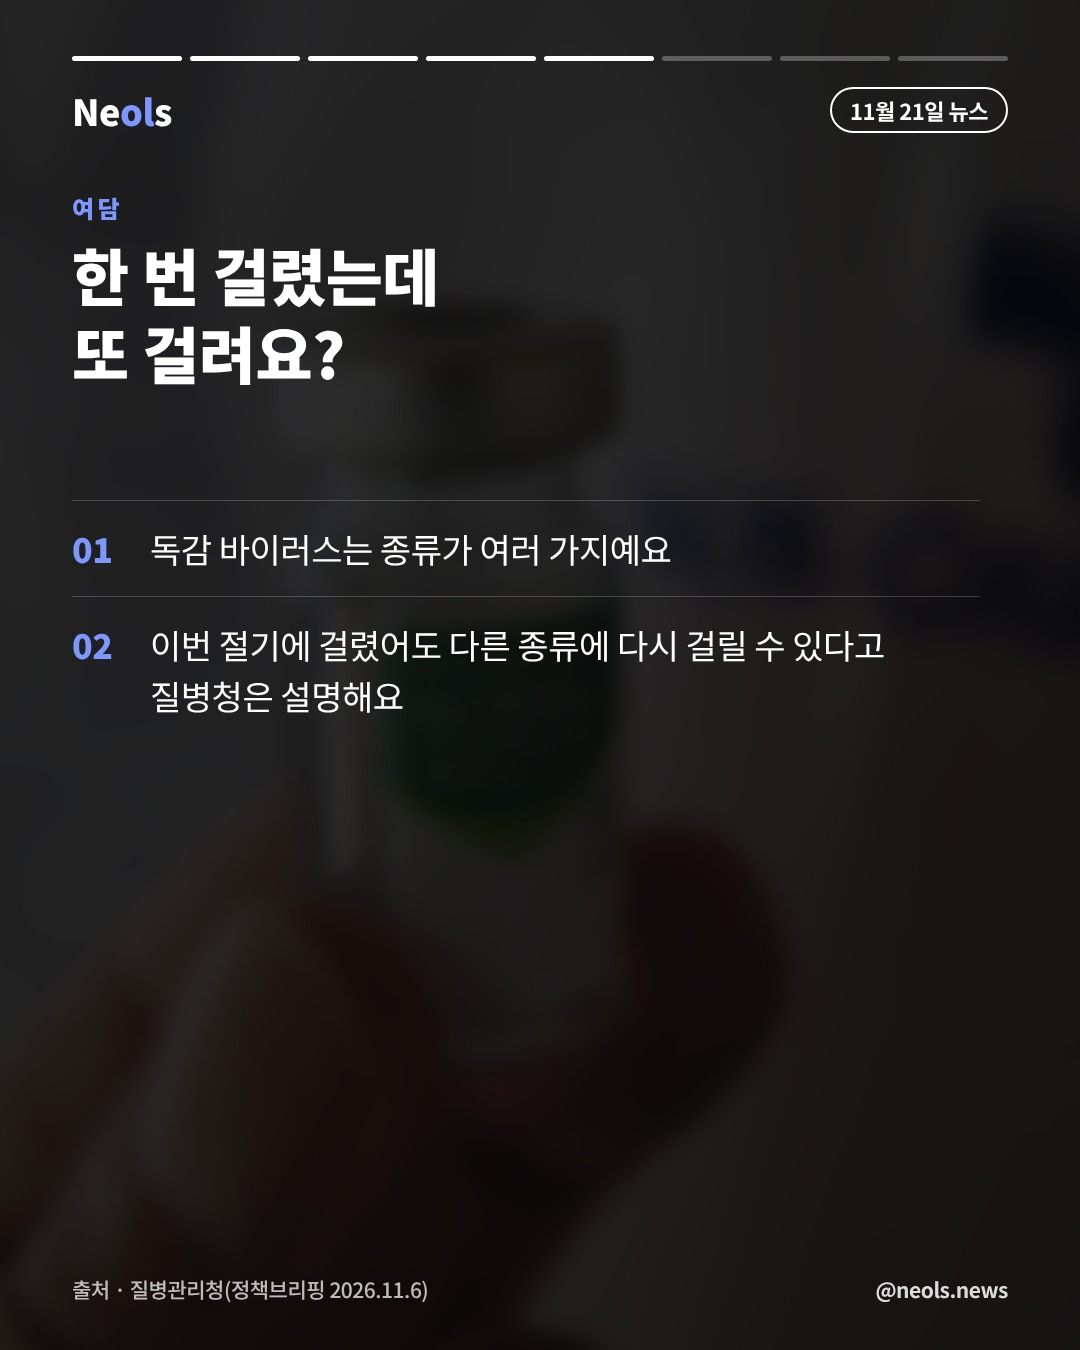 Neols
11월 21일 뉴스
여담
한 번 걸렸는데
또 걸려요?
01 독감 바이러스는 종류가 여러 가지예요
02 이번 절기에 걸렸어도 다른 종류에 다시 걸릴 수 있다고
질병청은 설명해요
출처 · 질병관리청(정책브리핑 2026.11.6)
@neols.news